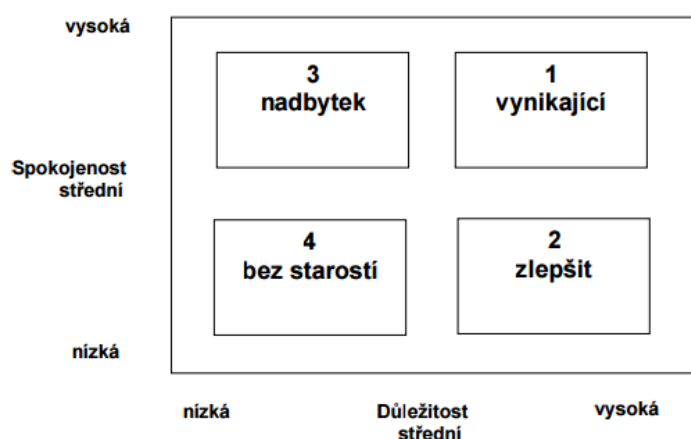 vysoká
3
nadbytek
1
vynikající
Spokojenost
střední
4
bez starostí
2
zlepšit
nízká
nízká
Důležitost
střední
vysoká